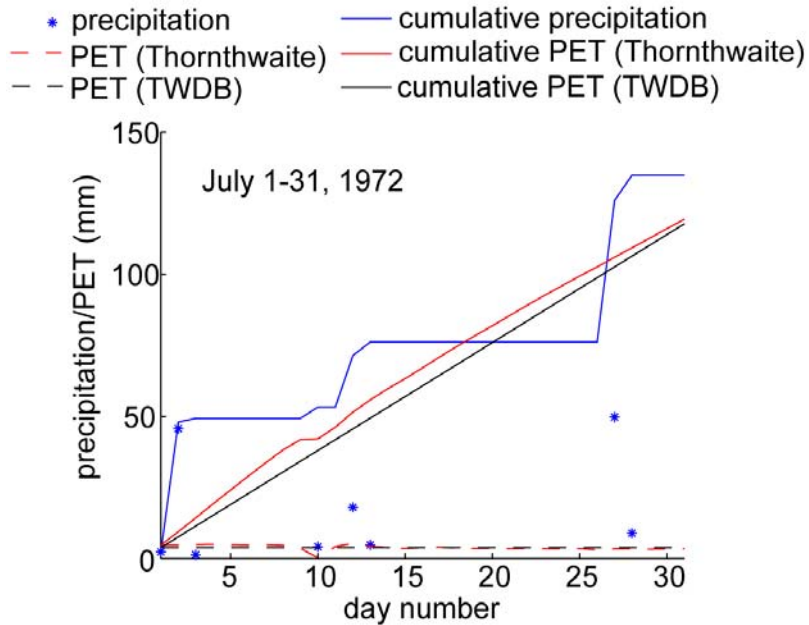 precipitation
PET (Thornthwaite)
PET (TWDB)
cumulative precipitation
cumulative PET (Thornthwaite)
cumulative PET (TWDB)
July 1-31, 1972
precipitation/PET (mm)
150
100
50
0
5
10
15
20
25
30
day number